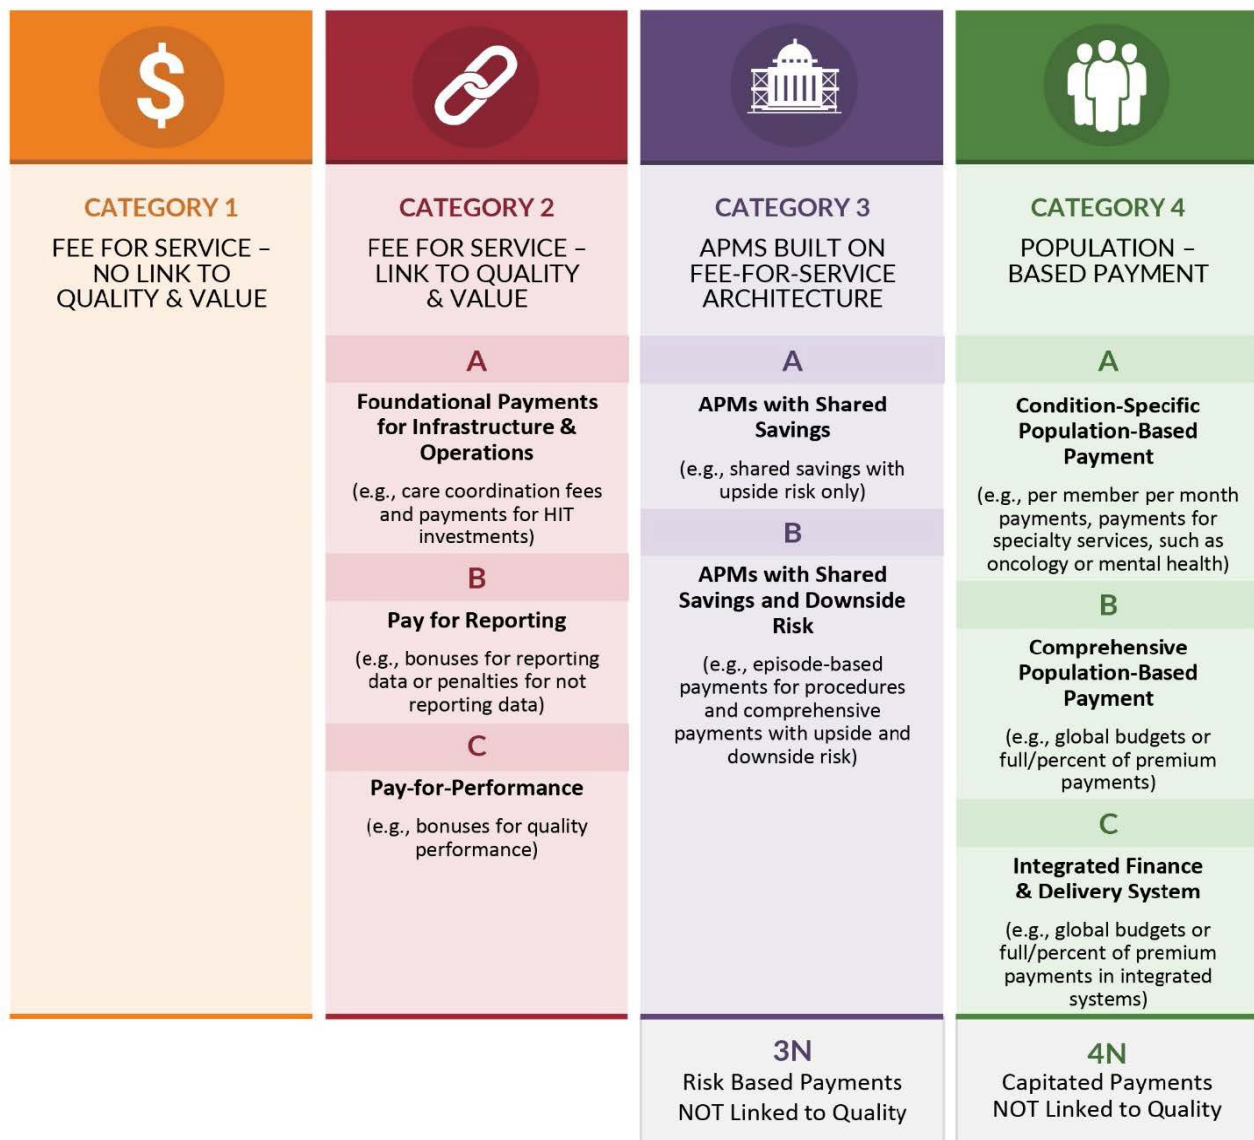 $
CATEGORY 1
FEE FOR SERVICE –
NO LINK TO
QUALITY & VALUE
CATEGORY 2
FEE FOR SERVICE –
LINK TO QUALITY
& VALUE
A
Foundational Payments
for Infrastructure &
Operations
(e.g., care coordination fees
and payments for HIT
investments)
B
Pay for Reporting
(e.g., bonuses for reporting
data or penalties for not
reporting data)
C
Pay-for-Performance
(e.g., bonuses for quality
performance)
CATEGORY 3
APMS BUILT ON
FEE-FOR-SERVICE
ARCHITECTURE
A
APMs with Shared
Savings
(e.g., shared savings with
upside risk only)
B
APMs with Shared
Savings and Downside
Risk
(e.g., episode-based
payments for procedures
and comprehensive
payments with upside and
downside risk)
3N
Risk Based Payments
NOT Linked to Quality
CATEGORY 4
POPULATION –
BASED PAYMENT
A
Condition-Specific
Population-Based
Payment
(e.g., per member per month
payments, payments for
specialty services, such as
oncology or mental health)
B
Comprehensive
Population-Based
Payment
(e.g., global budgets or
full/percent of premium
payments)
C
Integrated Finance
& Delivery System
(e.g., global budgets or
full/percent of premium
payments in integrated
systems)
4N
Capitated Payments
NOT Linked to Quality